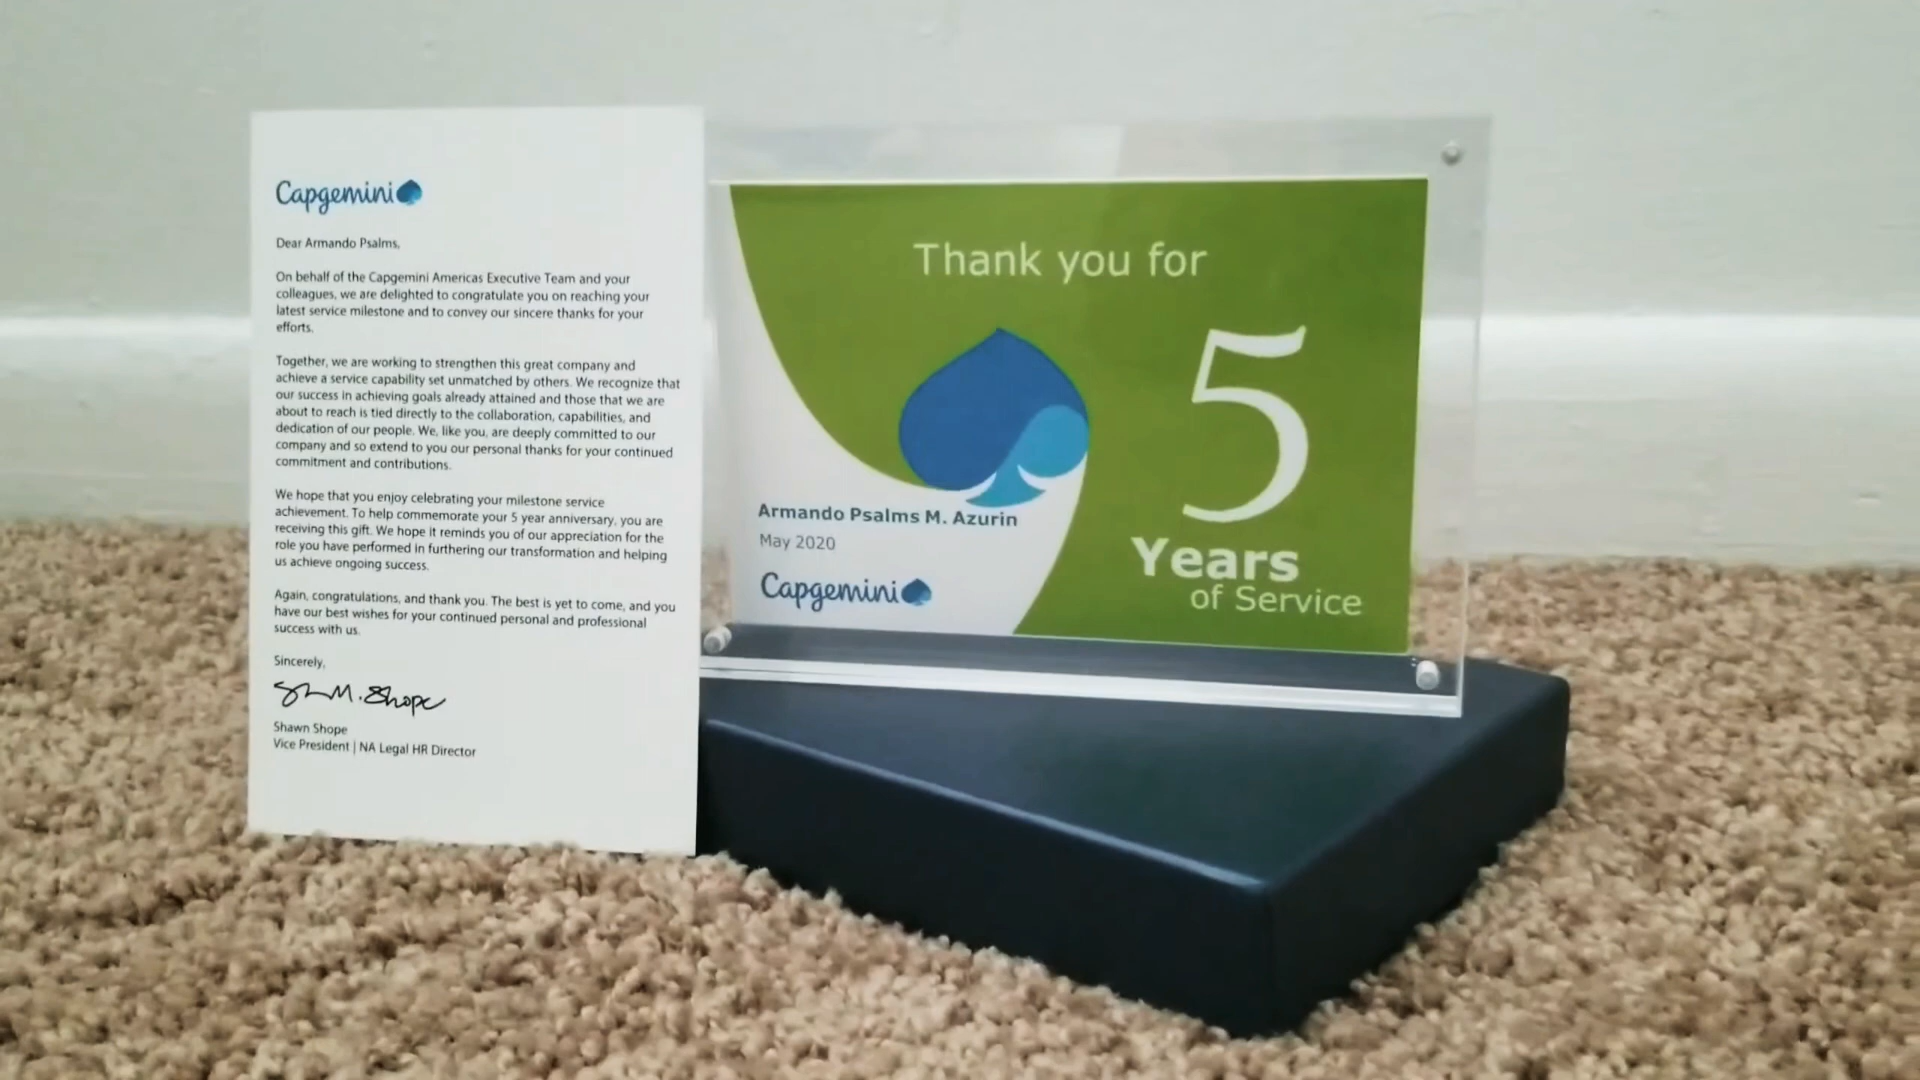 Capgemini
Dear Armando Psalms,
On behalf of the Capgemini Americas Executive Team and your
colleagues, we are delighted to congratulate you on reaching your
latest service milestone and to convey our sincere thanks for your
efforts.
Together, we are working to strengthen this great company and
achieve a service capability set unmatched by others. We recognize that
our success in achieving goals already attained and those that we are
about to reach is tied directly to the collaboration, capabilities, and
dedication of our people. We, like you, are deeply committed to our
company and so extend to you our personal thanks for your continued
commitment and contributions.
We hope that you enjoy celebrating your milestone service
achievement. To help commemorate your 5 year anniversary, you are
receiving this gift. We hope it reminds you of our appreciation for the
role you have performed in furthering our transformation and helping
us achieve ongoing success.
Again, congratulations, and thank you. The best is yet to come, and you
have our best wishes for your continued personal and professional
success with us.
Sincerely,
Sh M. Shope
Shawn Shope
Vice President | NA Legal HR Director
Thank you for
5
Years
of Service
Armando Psalms M. Azurin
May 2020
Capgemini